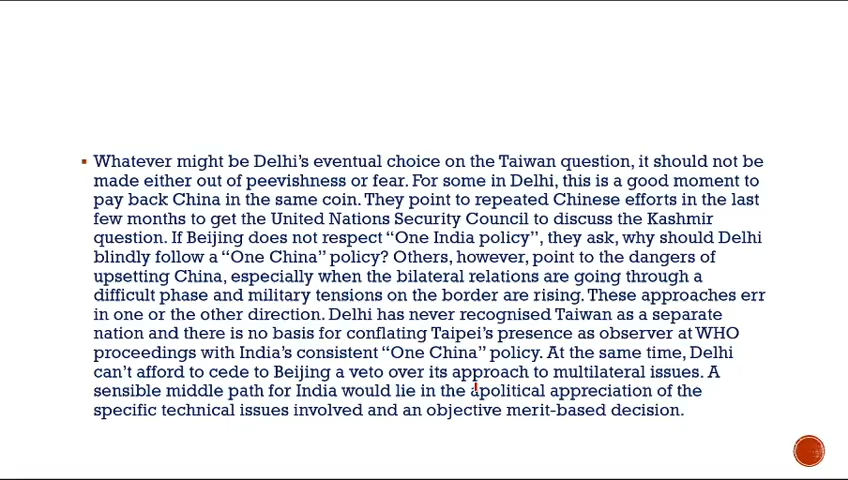 Whatever might be Delhi's eventual choice on the Taiwan question, it should not be
made either out of peevishness or fear. For some in Delhi, this is a good moment to
pay back China in the same coin. They point to repeated Chinese efforts in the last
few months to get the United Nations Security Council to discuss the Kashmir
question. If Beijing does not respect “One India policy”, they ask, why should Delhi
blindly follow a “One China” policy? Others, however, point to the dangers of
upsetting China, especially when the bilateral relations are going through a
difficult phase and military tensions on the border are rising. These approaches err
in one or the other direction. Delhi has never recognised Taiwan as a separate
nation and there is no basis for conflating Taipei's presence as observer at WHO
proceedings with India's consistent “One China” policy. At the same time, Delhi
can't afford to cede to Beijing a veto over its approach to multilateral issues. A
sensible middle path for India would lie in the apolitical appreciation of the
specific technical issues involved and an objective merit-based decision.